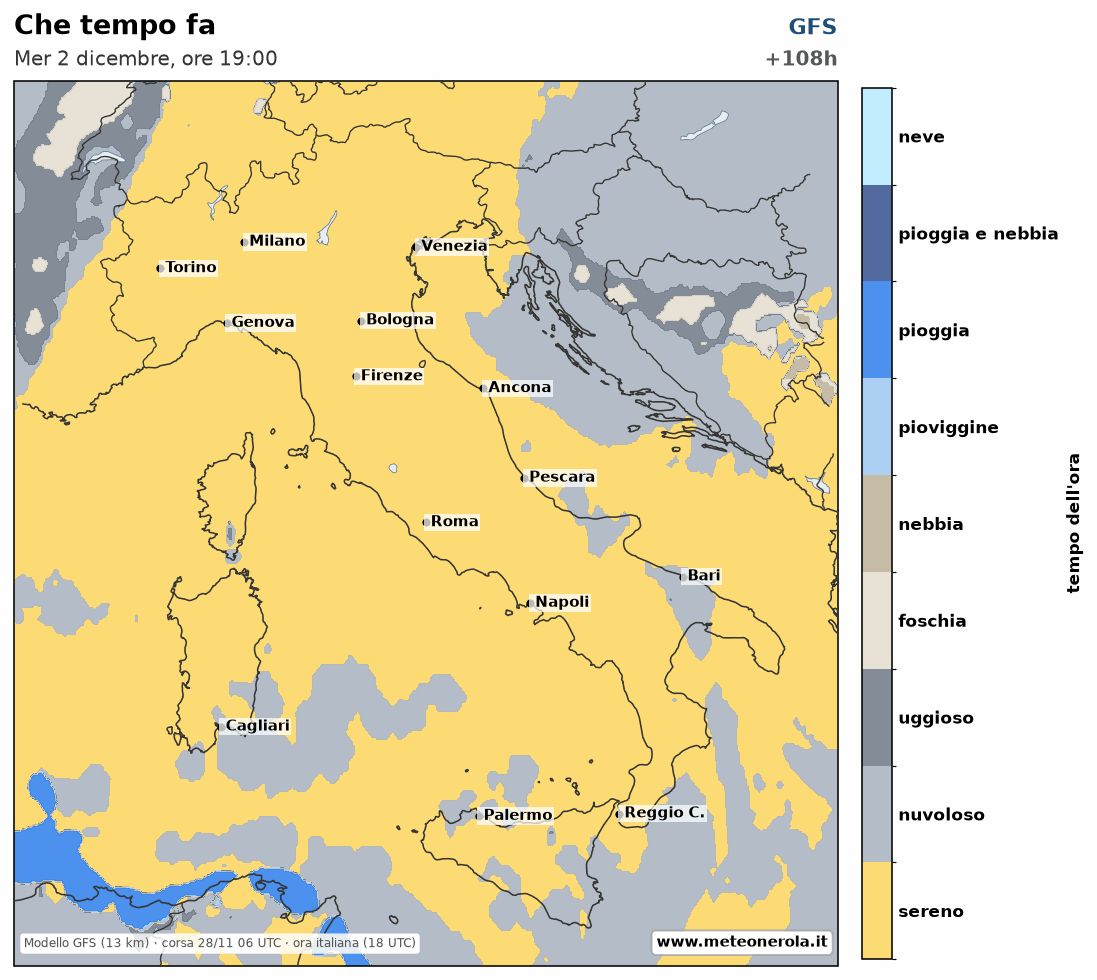 Che tempo fa
GFS
Mer 2 dicembre, ore 19:00
+108h
neve
pioggia e nebbia
pioggia
pioviggine
nebbia
foschia
uggioso
nuvoloso
sereno
tempo dell'ora
Milano
Venezia
Torino
Genova
Bologna
Firenze
Ancona
Pescara
Roma
Bari
Napoli
Cagliari
Palermo
Reggio C.
Modello GFS (13 km) · corsa 28/11 06 UTC · ora italiana (18 UTC)
www.meteonerola.it